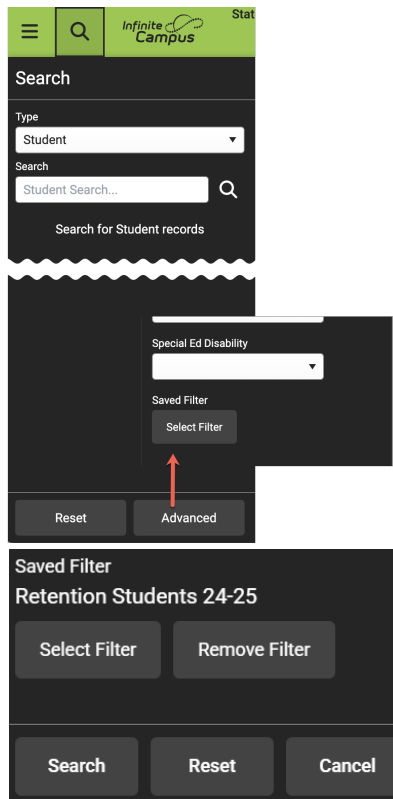 Stat
Infinite
Campus
Search
Type
Student
Search
Student Search...
Search for Student records
Special Ed Disability
Saved Filter
Select Filter
Reset Advanced
Saved Filter
Retention Students 24-25
Select Filter Remove Filter
Search Reset Cancel